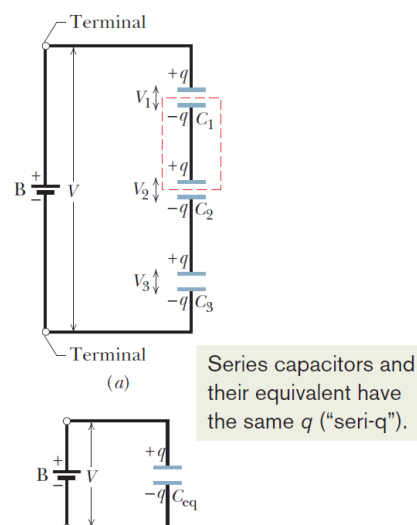 Terminal
+q
V₁
−q C₁
+q
+
B − V
V₂
−q C₂
+q
V₃
−q C₃
Terminal
(a)
Series capacitors and
their equivalent have
the same q (“seri-q”).
+q
+
B − V
−q Ceq